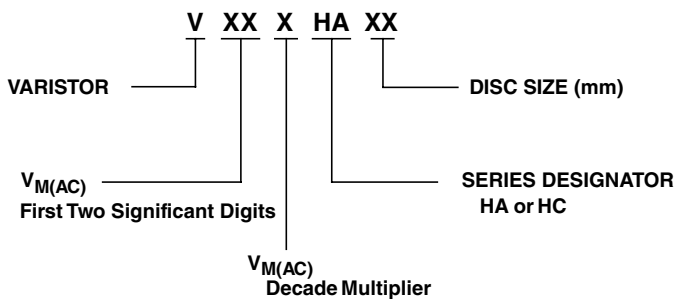 V XX X HA XX
VARISTOR
DISC SIZE (mm)
VM(AC)
First Two Significant Digits
SERIES DESIGNATOR
HA or HC
VM(AC)
Decade Multiplier